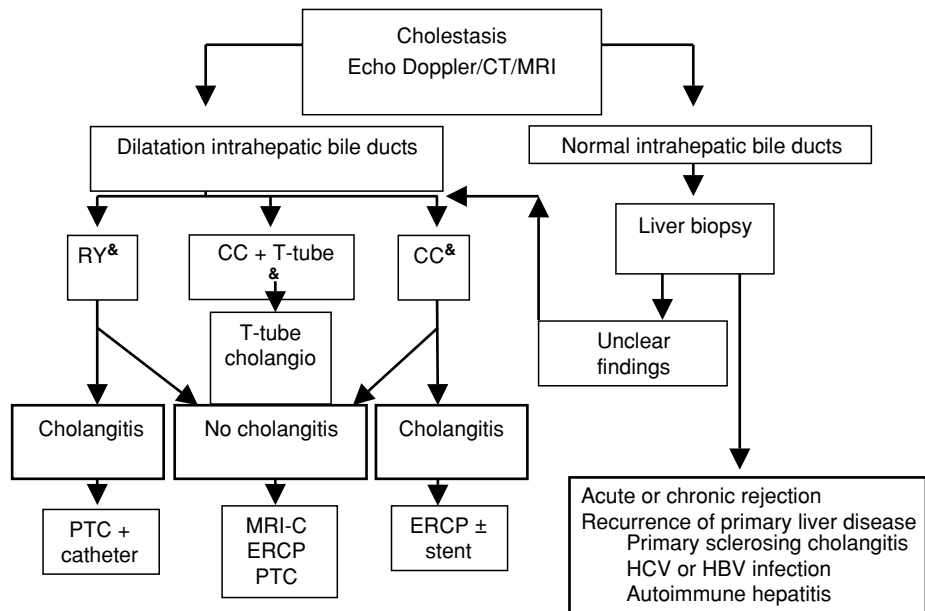 Cholestasis
Echo Doppler/CT/MRI
Dilatation intrahepatic bile ducts
Normal intrahepatic bile ducts
RY&
CC + T-tube
&
CC&
Liver biopsy
T-tube
cholangio
Unclear
findings
Cholangitis
No cholangitis
Cholangitis
PTC +
catheter
MRI-C
ERCP
PTC
ERCP ±
stent
Acute or chronic rejection
Recurrence of primary liver disease
Primary sclerosing cholangitis
HCV or HBV infection
Autoimmune hepatitis